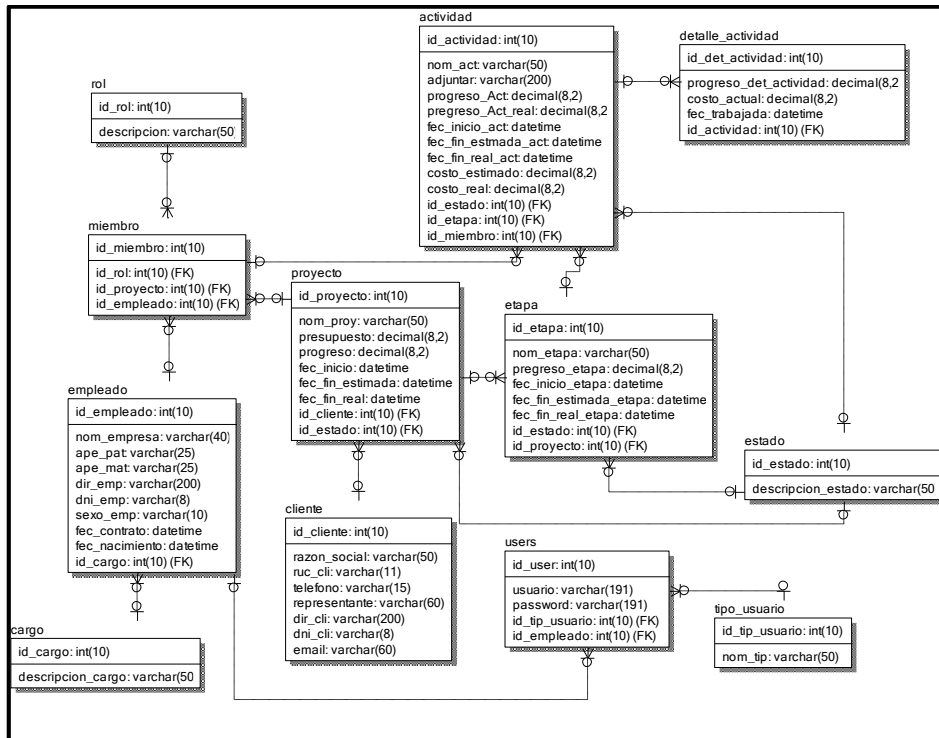 actividad
id_actividad: int(10)
nom_act: varchar(50)
adjuntar: varchar(200)
progreso_Act: decimal(8,2)
pregreso_Act_real: decimal(8,2
fec_inicio_act: datetime
fec_fin_estmada_act: datetime
fec_fin_real_act: datetime
costo_estimado: decimal(8,2)
costo_real: decimal(8,2)
id_estado: int(10) (FK)
id_etapa: int(10) (FK)
id_miembro: int(10) (FK)
detalle_actividad
id_det_actividad: int(10)
progreso_det_actividad: decimal(8,2
costo_actual: decimal(8,2)
fec_trabajada: datetime
id_actividad: int(10) (FK)
rol
id_rol: int(10)
descripcion: varchar(50)
miembro
id_miembro: int(10)
id_rol: int(10) (FK)
id_proyecto: int(10) (FK)
id_empleado: int(10) (FK)
proyecto
id_proyecto: int(10)
nom_proy: varchar(50)
presupuesto: decimal(8,2)
progreso: decimal(8,2)
fec_inicio: datetime
fec_fin_estimada: datetime
fec_fin_real: datetime
id_cliente: int(10) (FK)
id_estado: int(10) (FK)
etapa
id_etapa: int(10)
nom_etapa: varchar(50)
pregreso_etapa: decimal(8,2)
fec_inicio_etapa: datetime
fec_fin_estimada_etapa: datetime
fec_fin_real_etapa: datetime
id_estado: int(10) (FK)
id_proyecto: int(10) (FK)
empleado
id_empleado: int(10)
nom_empresa: varchar(40)
ape_pat: varchar(25)
ape_mat: varchar(25)
dir_emp: varchar(200)
dni_emp: varchar(8)
sexo_emp: varchar(10)
fec_contrato: datetime
fec_nacimiento: datetime
id_cargo: int(10) (FK)
estado
id_estado: int(10)
descripcion_estado: varchar(50
cliente
id_cliente: int(10)
razon_social: varchar(50)
ruc_cli: varchar(11)
telefono: varchar(15)
representante: varchar(60)
dir_cli: varchar(200)
dni_cli: varchar(8)
email: varchar(60)
users
id_user: int(10)
usuario: varchar(191)
password: varchar(191)
id_tip_usuario: int(10) (FK)
id_empleado: int(10) (FK)
tipo_usuario
id_tip_usuario: int(10)
nom_tip: varchar(50)
cargo
id_cargo: int(10)
descripcion_cargo: varchar(50